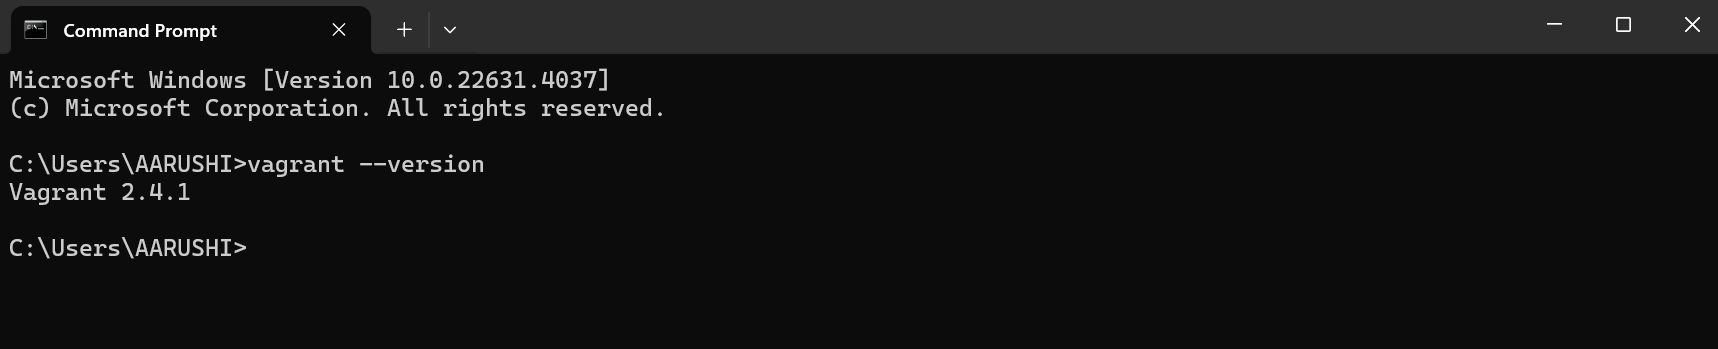 Command Prompt
Microsoft Windows [Version 10.0.22631.4037]
(c) Microsoft Corporation. All rights reserved.
C:\Users\AARUSHI>vagrant --version
Vagrant 2.4.1
C:\Users\AARUSHI>